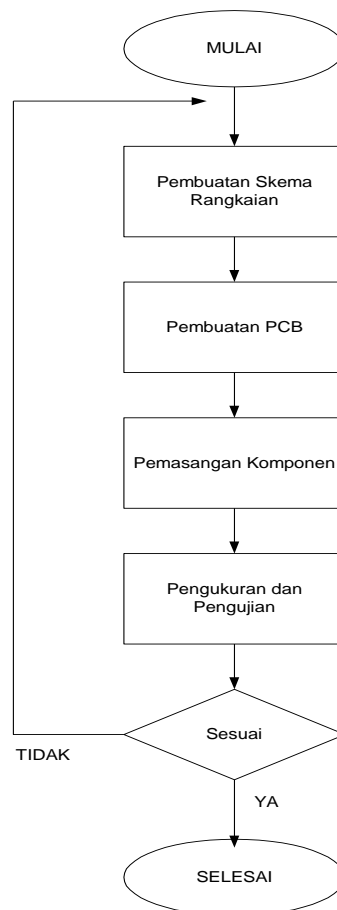 MULAI
Pembuatan Skema
Rangkaian
Pembuatan PCB
Pemasangan Komponen
Pengukuran dan
Pengujian
Sesuai
TIDAK
YA
SELESAI